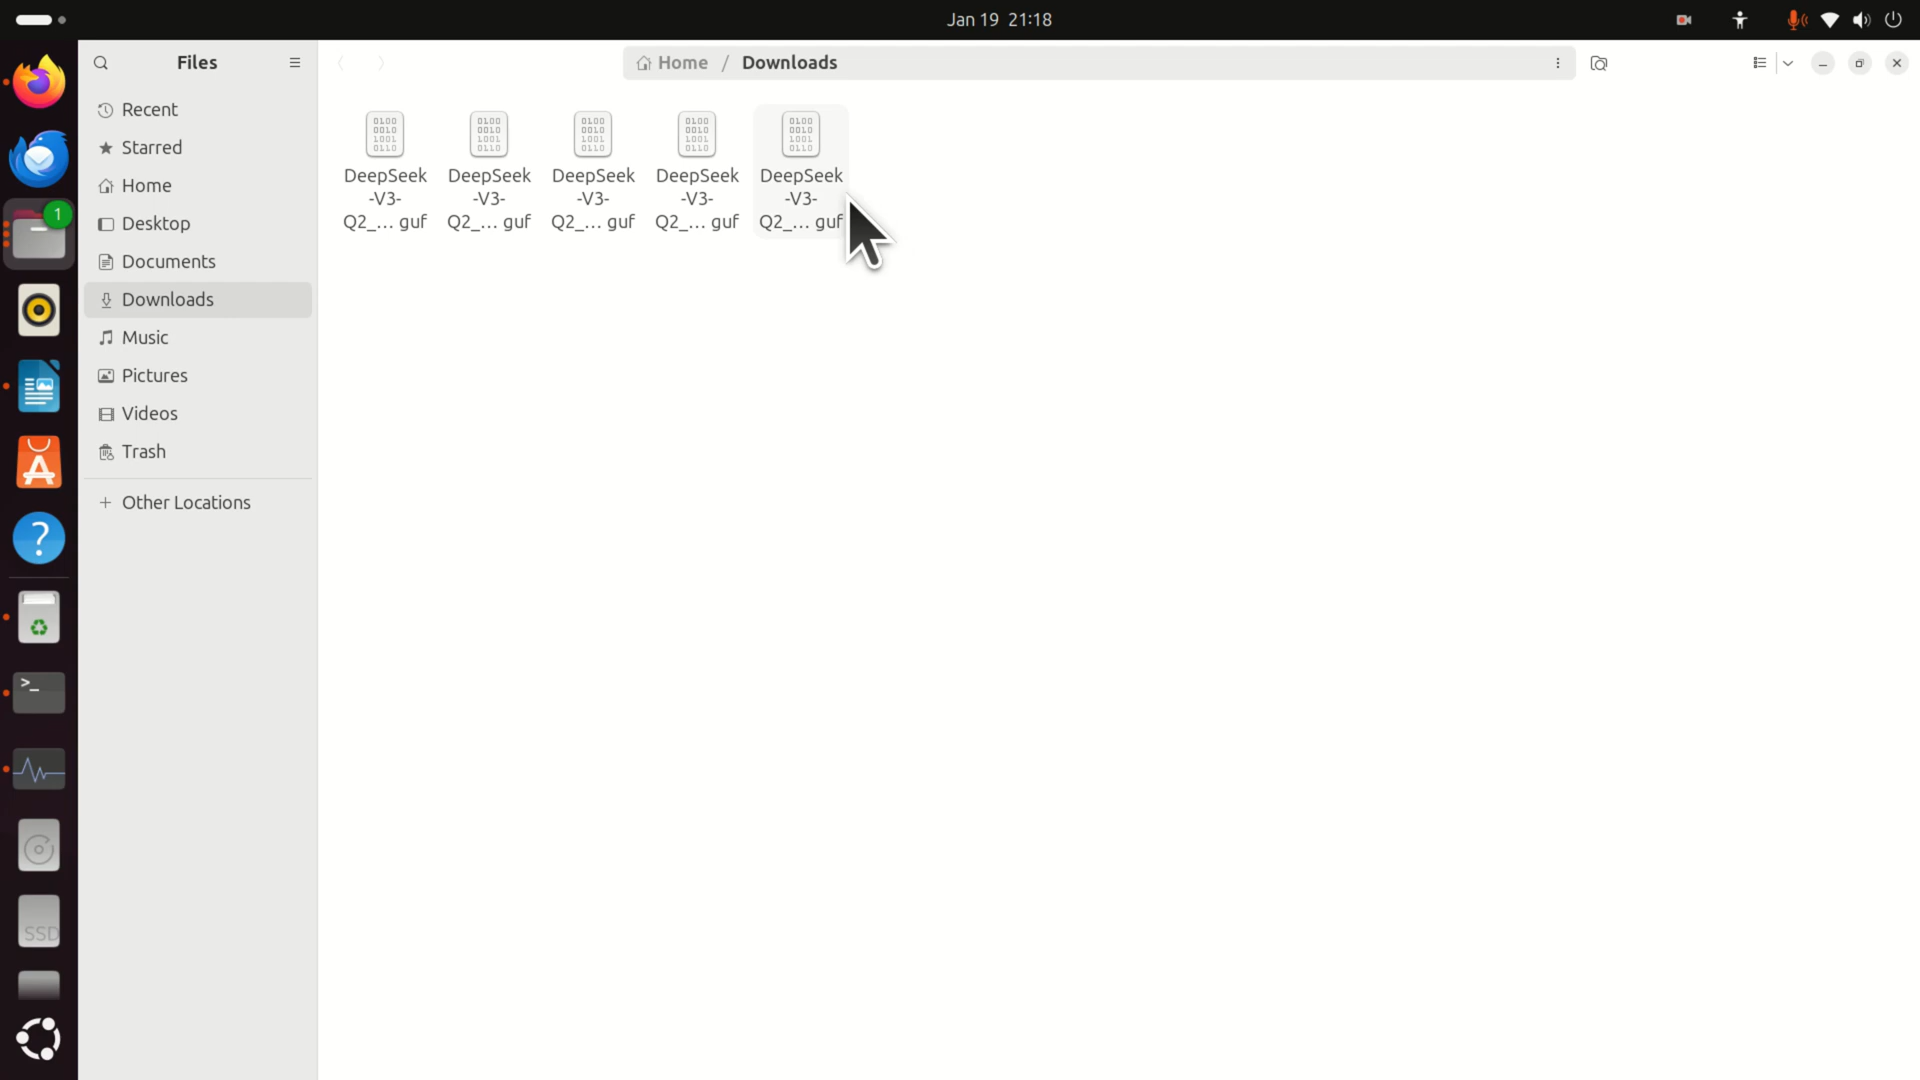 Jan 19 21:18
Files
Home / Downloads
Recent
Starred
Home
Desktop
Documents
Downloads
Music
Pictures
Videos
Trash
Other Locations
DeepSeek
-V3-
Q2_... guf
DeepSeek
-V3-
Q2_... guf
DeepSeek
-V3-
Q2_... guf
DeepSeek
-V3-
Q2_... guf
DeepSeek
-V3-
Q2_... guf
1
SSD